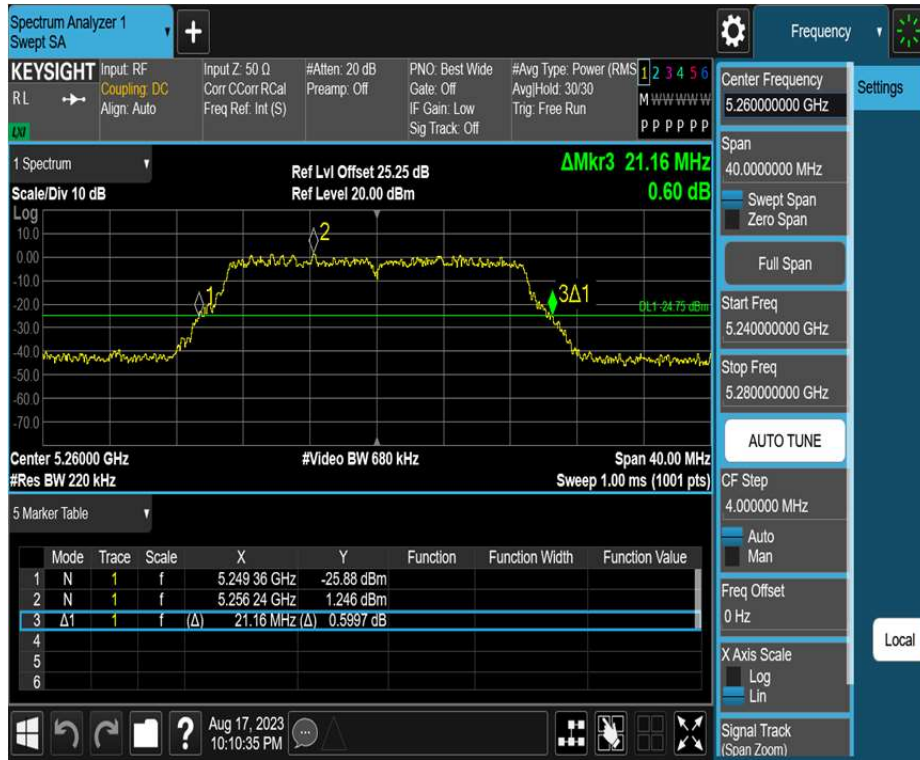 Spectrum Analyzer 1
Swept SA
+
Frequency
KEYSIGHT
RL
LXI
Input: RF
Coupling: DC
Align: Auto
Input Z: 50 Ω
Corr CCorr RCal
Freq Ref: Int (S)
#Atten: 20 dB
Preamp: Off
PNO: Best Wide
Gate: Off
IF Gain: Low
Sig Track: Off
#Avg Type: Power (RMS
Avg|Hold: 30/30
Trig: Free Run
1 2 3 4 5 6
M W W W W W
P P P P P P
1 Spectrum
Scale/Div 10 dB
Ref Lvl Offset 25.25 dB
Ref Level 20.00 dBm
ΔMkr3 21.16 MHz
0.60 dB
Log
10.0
0.00
-10.0
-20.0
-30.0
-40.0
-50.0
-60.0
-70.0
1
2
3Δ1
DL1 -24.75 dBm
Center 5.26000 GHz
#Res BW 220 kHz
#Video BW 680 kHz
Span 40.00 MHz
Sweep 1.00 ms (1001 pts)
5 Marker Table
Mode Trace Scale X Y Function Function Width Function Value
1 N 1 f 5.249 36 GHz -25.88 dBm
2 N 1 f 5.256 24 GHz 1.246 dBm
3 Δ1 1 f (Δ) 21.16 MHz (Δ) 0.5997 dB
4
5
6
?
Aug 17, 2023
10:10:35 PM
Center Frequency
5.260000000 GHz
Span
40.0000000 MHz
Swept Span
Zero Span
Full Span
Start Freq
5.240000000 GHz
Stop Freq
5.280000000 GHz
AUTO TUNE
CF Step
4.000000 MHz
Auto
Man
Freq Offset
0 Hz
X Axis Scale
Log
Lin
Signal Track
(Span Zoom)
Settings
Local